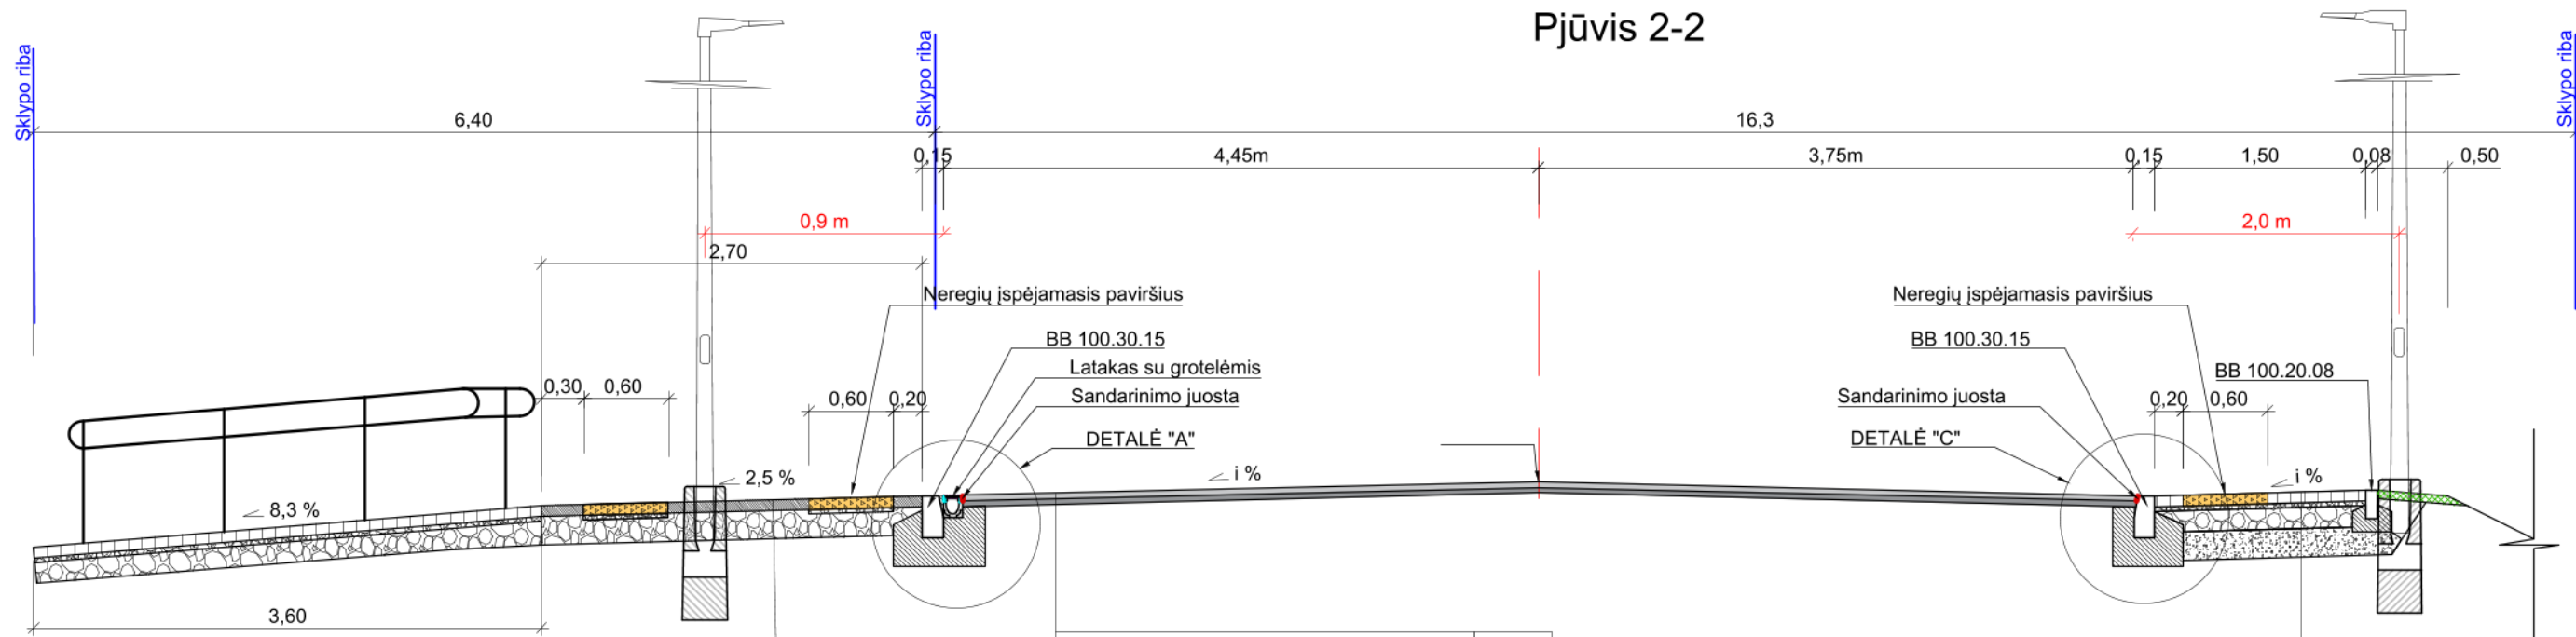 Pjūvis 2-2
Sklypo riba
Sklypo riba
Sklypo riba
6,40
16,3
0,15
4,45m
3,75m
0,15
1,50
0,08
0,50
0,9 m
2,0 m
2,70
Neregių įspėjamasis paviršius
Neregių įspėjamasis paviršius
BB 100.30.15
BB 100.30.15
Latakas su grotelėmis
BB 100.20.08
0,30
0,60
0,60
0,20
Sandarinimo juosta
Sandarinimo juosta
0,20
0,60
DETALĖ "A"
DETALĖ "C"
2,5 %
i %
i %
8,3 %
3,60